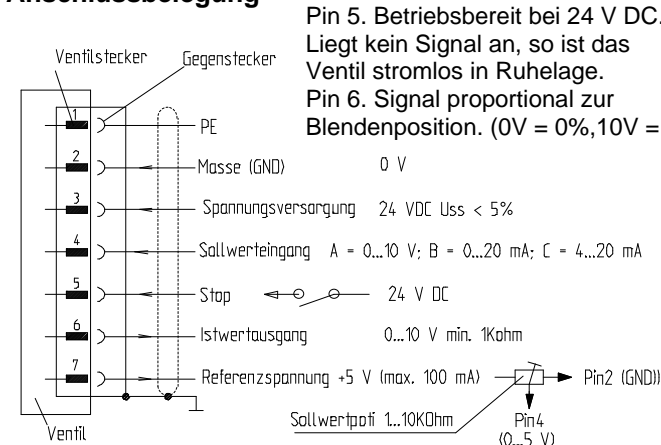 Anschlussbelegung
Pin 5. Betriebsbereit bei 24 V DC.
Liegt kein Signal an, so ist das
Ventil stromlos in Ruhelage.
Pin 6. Signal proportional zur
Blendenposition. (0V = 0%,10V =
Ventilstecker
Gegenstecker
1
PE
2
Masse (GND) 0 V
3
Spannungsversorgung 24 VDC Uss < 5%
4
Sollwerteingang A = 0...10 V; B = 0...20 mA; C = 4...20 mA
5
Stop 24 V DC
6
Istwertausgang 0...10 V min. 1Kohm
7
Referenzspannung +5 V (max. 100 mA) Pin2 (GND))
Sollwertpoti 1...10KOhm
Pin4
(0...5 V)
Ventil